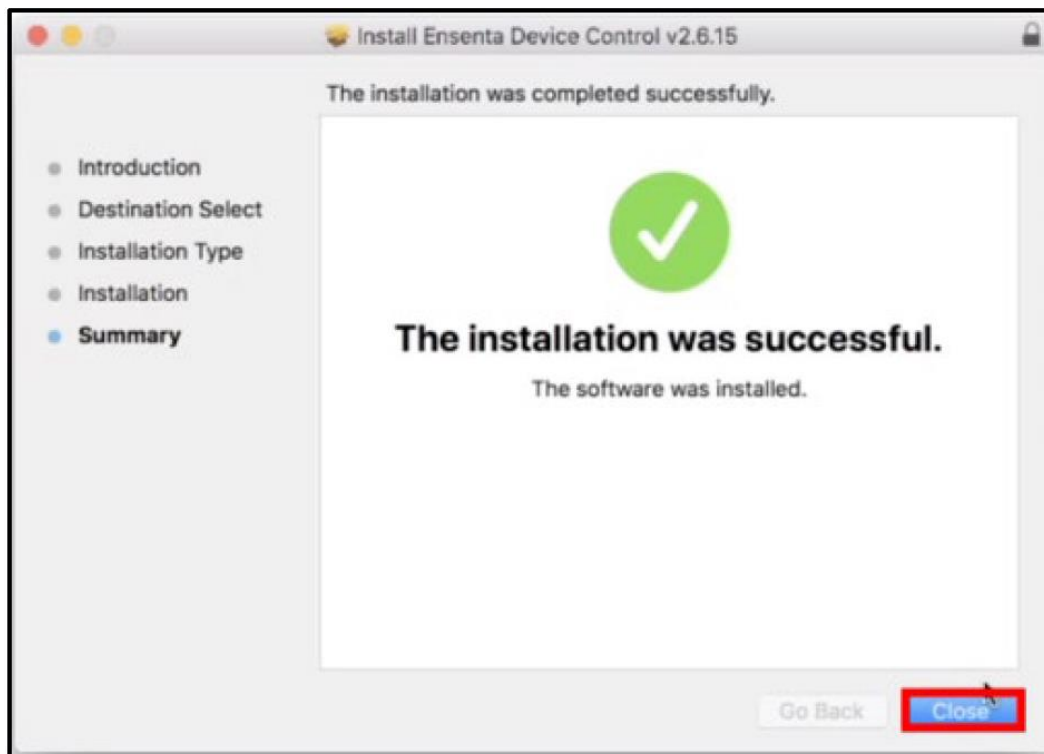 Install Ensenta Device Control v2.6.15
The installation was completed successfully.
Introduction
Destination Select
Installation Type
Installation
Summary
The installation was successful.
The software was installed.
Go Back
Close